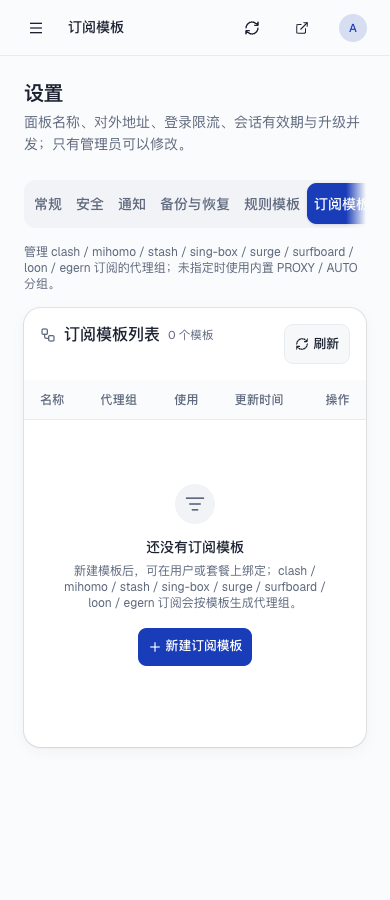 订阅模板
A
设置
面板名称、对外地址、登录限流、会话有效期与升级并
发；只有管理员可以修改。
常规 安全 通知 备份与恢复 规则模板 订阅模板
管理 clash / mihomo / stash / sing-box / surge / surfboard /
loon / egern 订阅的代理组；未指定时使用内置 PROXY / AUTO
分组。
订阅模板列表 0 个模板
刷新
名称 代理组 使用 更新时间 操作
还没有订阅模板
新建模板后，可在用户或套餐上绑定；clash /
mihomo / stash / sing-box / surge / surfboard /
loon / egern 订阅会按模板生成代理组。
新建订阅模板